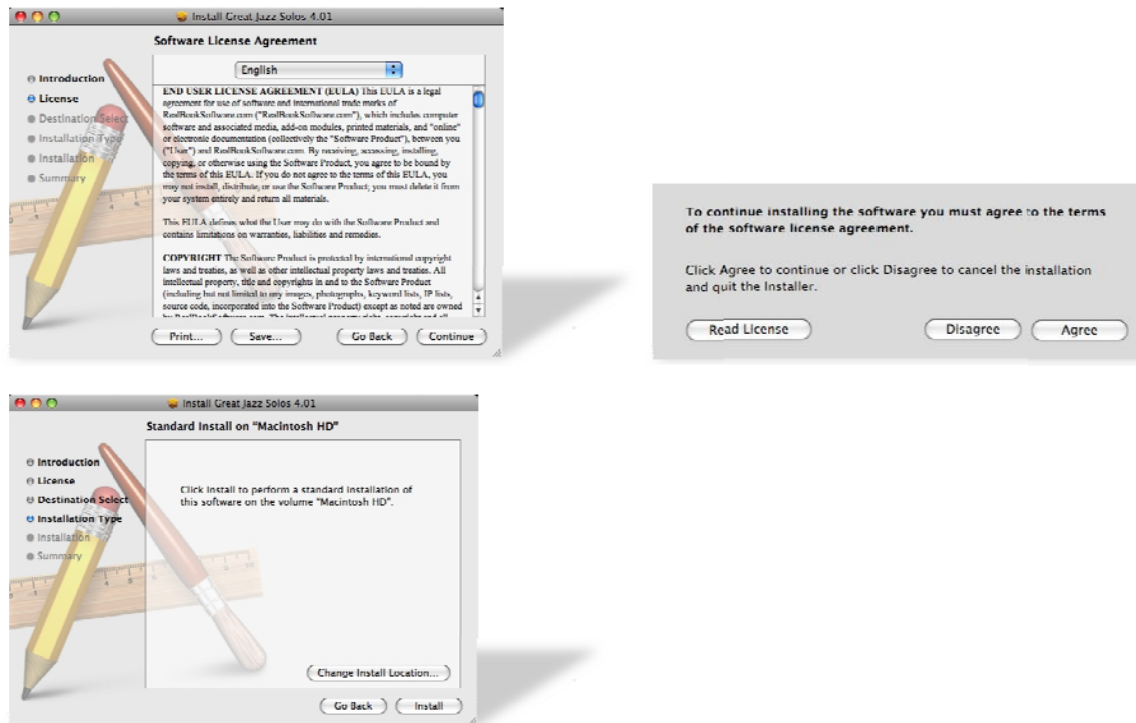 Install Great Jazz Solos 4.01
Software License Agreement
English
Introduction
License
Destination Select
Installation Type
Installation
Summary
END USER LICENSE AGREEMENT (EULA) This EULA is a legal
agreement for use of software and international trade marks of
RealBookSoftware.com ("RealBookSoftware.com"), which includes computer
software and associated media, add-on modules, printed materials, and "online"
or electronic documentation (collectively the "Software Product"), between you
("User") and RealBookSoftware.com. By receiving, accessing, installing,
copying, or otherwise using the Software Product, you agree to be bound by
the terms of this EULA. If you do not agree to the terms of this EULA, you
may not install, distribute, or use the Software Product; you must delete it from
your system entirely and return all materials.
This EULA defines what the User may do with the Software Product and
contains limitations on warranties, liabilities and remedies.
COPYRIGHT The Software Product is protected by international copyright
laws and treaties, as well as other intellectual property laws and treaties. All
intellectual property, title and copyrights in and to the Software Product
(including but not limited to any images, photographs, keyword lists, IP lists,
source code, incorporated into the Software Product) except as noted are owned
Print...
Save...
Go Back
Continue
To continue installing the software you must agree to the terms
of the software license agreement.
Click Agree to continue or click Disagree to cancel the installation
and quit the Installer.
Read License
Disagree
Agree
Install Great Jazz Solos 4.01
Standard Install on "Macintosh HD"
Introduction
License
Destination Select
Installation Type
Installation
Summary
Click Install to perform a standard installation of
this software on the volume "Macintosh HD".
Change Install Location...
Go Back
Install